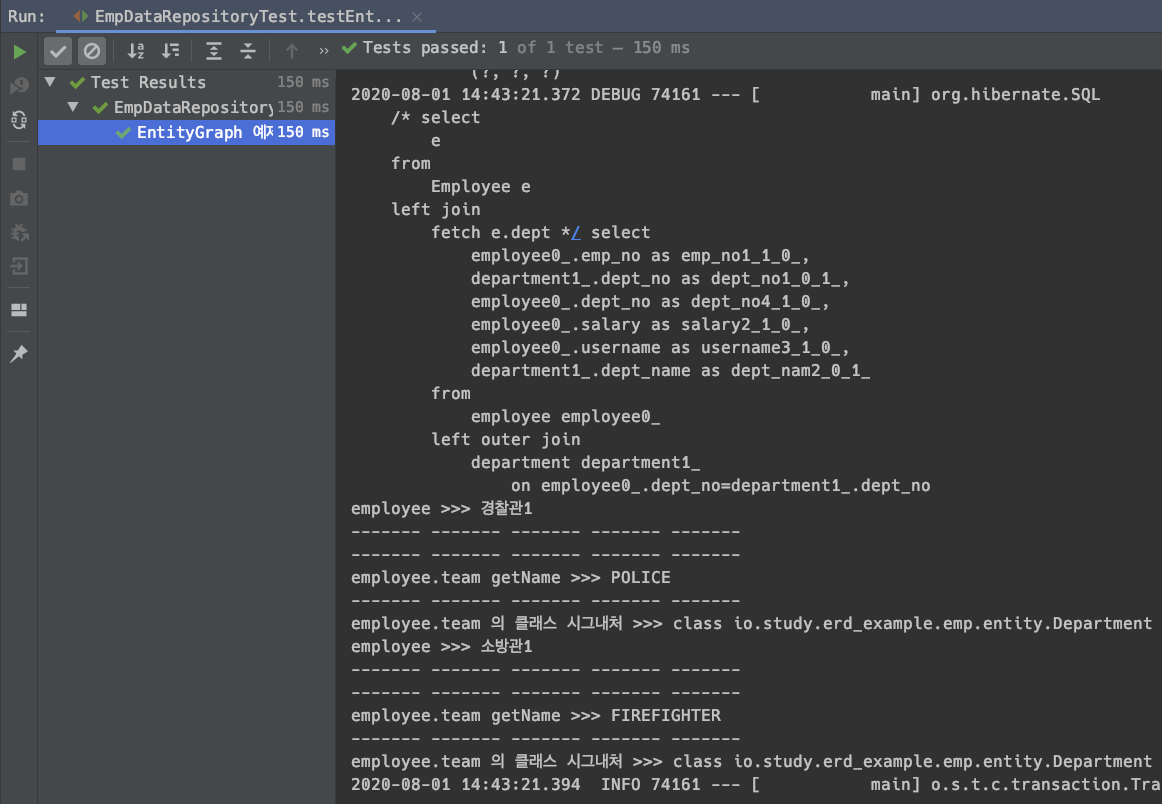 Run: EmpDataRepositoryTest.testEnt...
Tests passed: 1 of 1 test – 150 ms
Test Results 150 ms
EmpDataRepository 150 ms
EntityGraph 예제 150 ms
(?, ?, ?)
2020-08-01 14:43:21.372 DEBUG 74161 --- [           main] org.hibernate.SQL
/* select
e
from
Employee e
left join
fetch e.dept */ select
employee0_.emp_no as emp_no1_1_0_,
department1_.dept_no as dept_no1_0_1_,
employee0_.dept_no as dept_no4_1_0_,
employee0_.salary as salary2_1_0_,
employee0_.username as username3_1_0_,
department1_.dept_name as dept_nam2_0_1_
from
employee employee0_
left outer join
department department1_
on employee0_.dept_no=department1_.dept_no
employee >>> 경찰관1
------- ------- ------- ------- -------
------- ------- ------- ------- -------
employee.team getName >>> POLICE
------- ------- ------- ------- -------
employee.team 의 클래스 시그내처 >>> class io.study.erd_example.emp.entity.Department
employee >>> 소방관1
------- ------- ------- ------- -------
------- ------- ------- ------- -------
employee.team getName >>> FIREFIGHTER
------- ------- ------- ------- -------
employee.team 의 클래스 시그내처 >>> class io.study.erd_example.emp.entity.Department
2020-08-01 14:43:21.394  INFO 74161 --- [           main] o.s.t.c.transaction.Tra